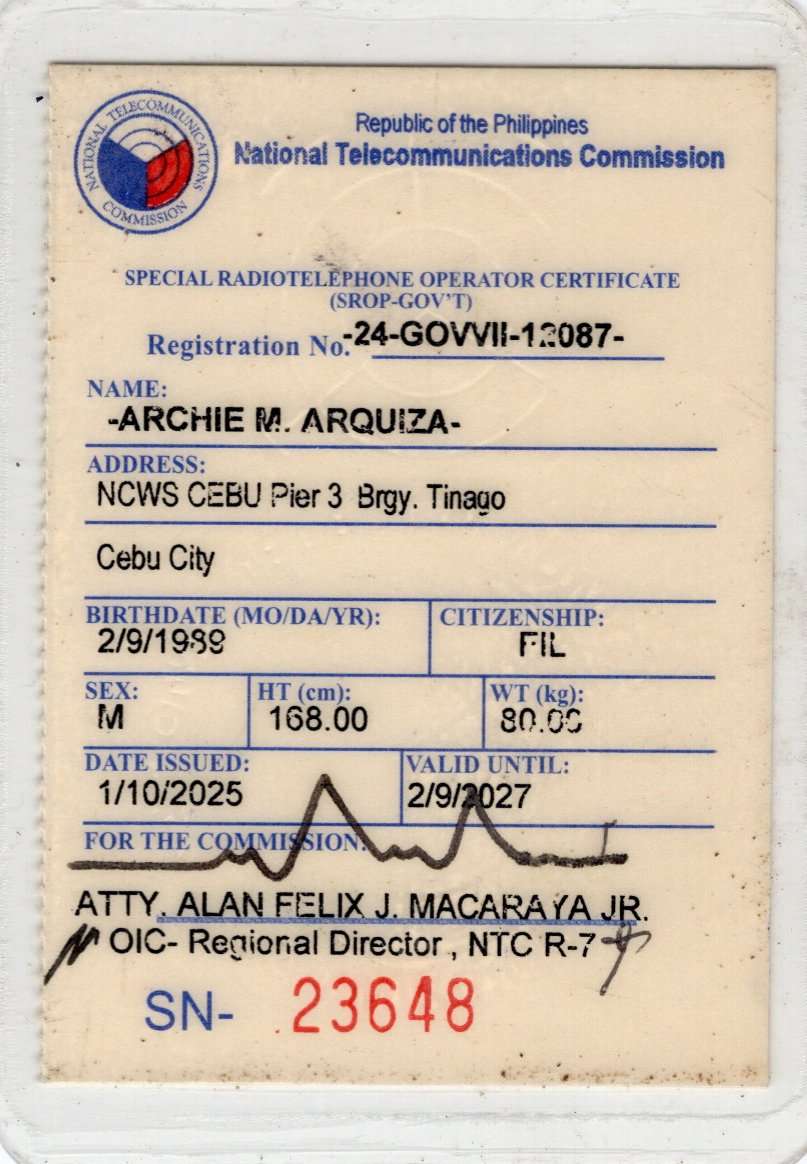 NATIONAL TELECOMMUNICATIONS COMMISSION
Republic of the Philippines
National Telecommunications Commission
SPECIAL RADIOTELEPHONE OPERATOR CERTIFICATE
(SROP-GOV'T)
Registration No. -24-GOVVII-12087-
NAME:
-ARCHIE M. ARQUIZA-
ADDRESS:
NCWS CEBU Pier 3 Brgy. Tinago
Cebu City
BIRTHDATE (MO/DA/YR): CITIZENSHIP:
2/9/1989 FIL
SEX: HT (cm): WT (kg):
M 168.00 80.00
DATE ISSUED: VALID UNTIL:
1/10/2025 2/9/2027
FOR THE COMMISSION:
ATTY. ALAN FELIX J. MACARAYA JR.
OIC- Regional Director , NTC R-7
SN- 23648